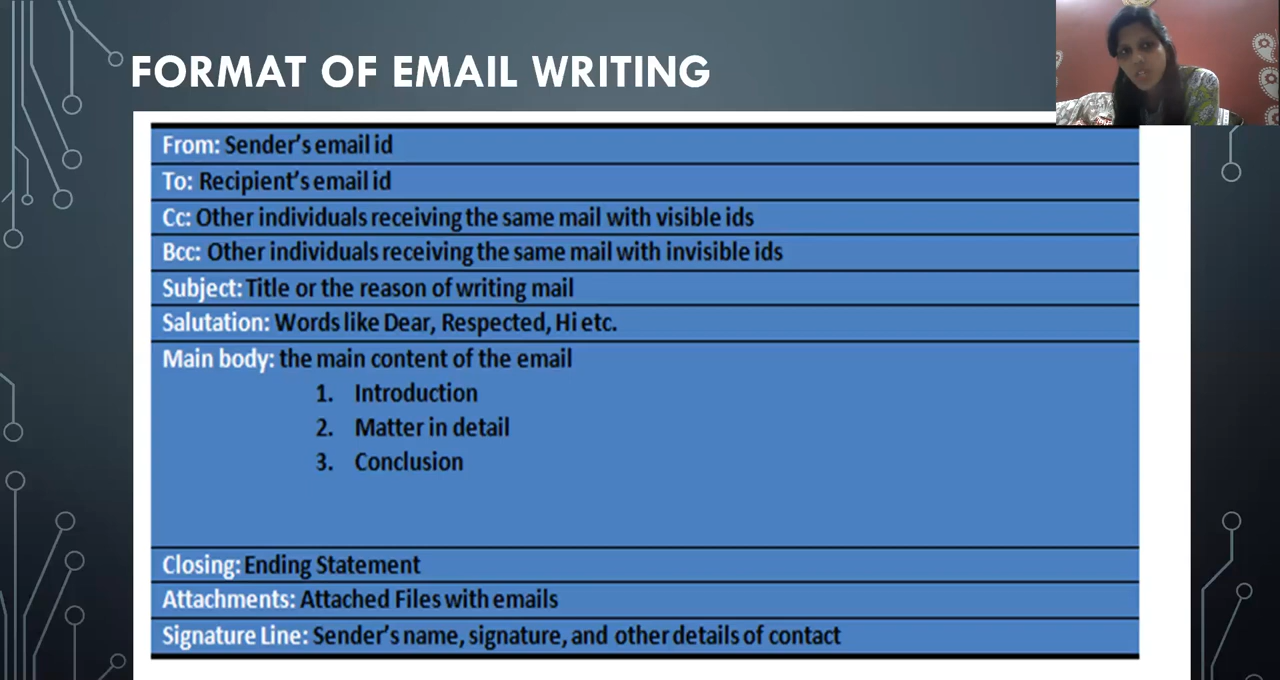 FORMAT OF EMAIL WRITING
From: Sender's email id
To: Recipient's email id
Cc: Other individuals receiving the same mail with visible ids
Bcc: Other individuals receiving the same mail with invisible ids
Subject: Title or the reason of writing mail
Salutation: Words like Dear, Respected, Hi etc.
Main body: the main content of the email
1. Introduction
2. Matter in detail
3. Conclusion
Closing: Ending Statement
Attachments: Attached Files with emails
Signature Line: Sender's name, signature, and other details of contact